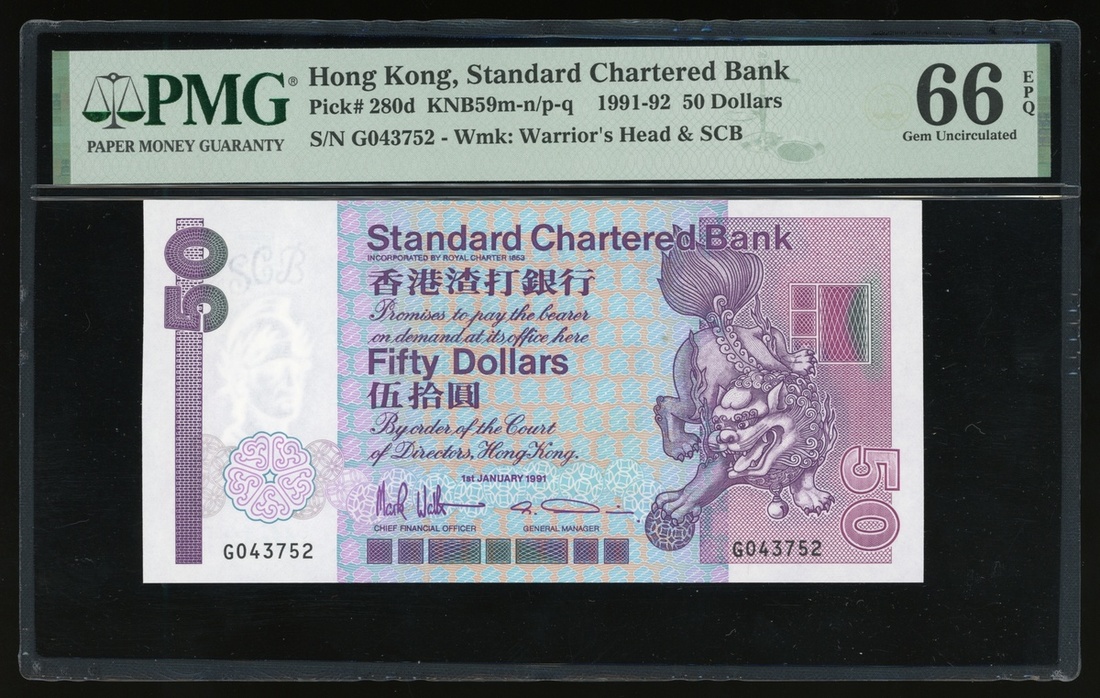 PMG®
PAPER MONEY GUARANTY
Hong Kong, Standard Chartered Bank
Pick# 280d KNB59m-n/p-q 1991-92 50 Dollars
S/N G043752 - Wmk: Warrior's Head & SCB
66 EPQ
Gem Uncirculated
50
SCB
Standard Chartered Bank
INCORPORATED BY ROYAL CHARTER 1853
香港渣打銀行
Promises to pay the bearer
on demand at its office here
Fifty Dollars
伍拾圓
By order of the Court
of Directors, Hong Kong.
1st JANUARY 1991
CHIEF FINANCIAL OFFICER GENERAL MANAGER
50
G043752
G043752